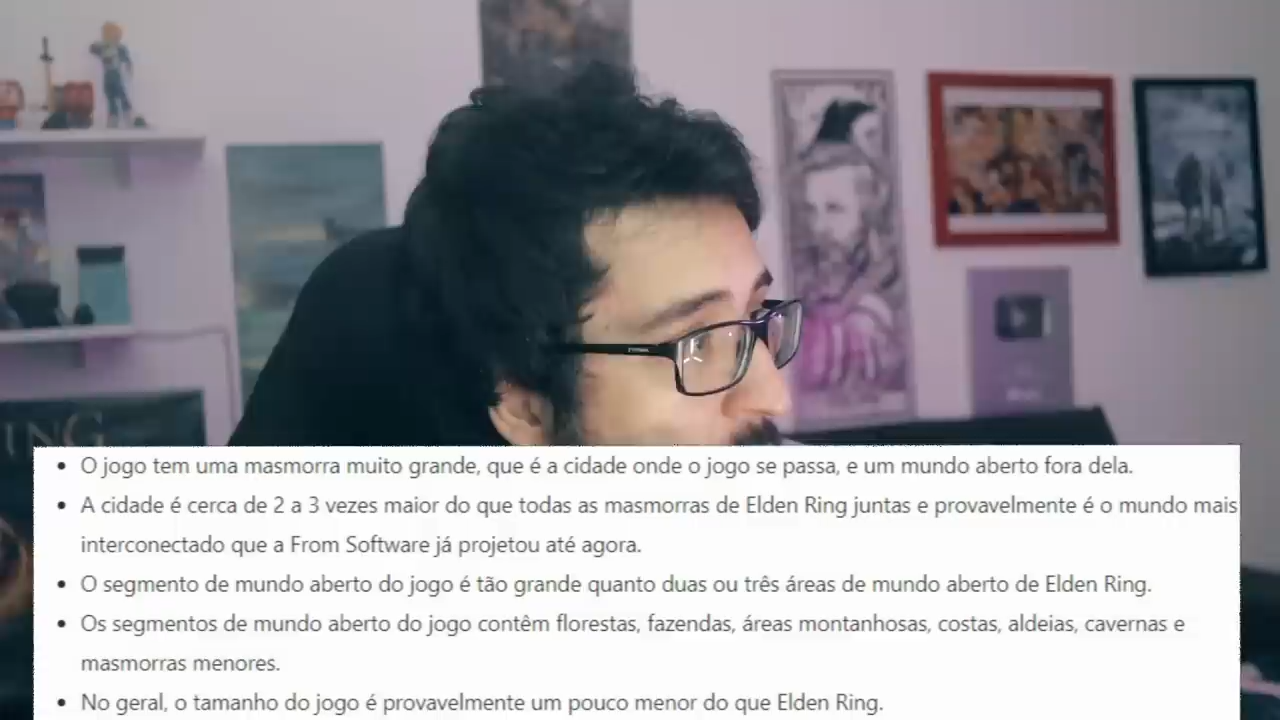 ING
• O jogo tem uma masmorra muito grande, que é a cidade onde o jogo se passa, e um mundo aberto fora dela.
• A cidade é cerca de 2 a 3 vezes maior do que todas as masmorras de Elden Ring juntas e provavelmente é o mundo mais
interconectado que a From Software já projetou até agora.
• O segmento de mundo aberto do jogo é tão grande quanto duas ou três áreas de mundo aberto de Elden Ring.
• Os segmentos de mundo aberto do jogo contêm florestas, fazendas, áreas montanhosas, costas, aldeias, cavernas e
masmorras menores.
• No geral, o tamanho do jogo é provavelmente um pouco menor do que Elden Ring.